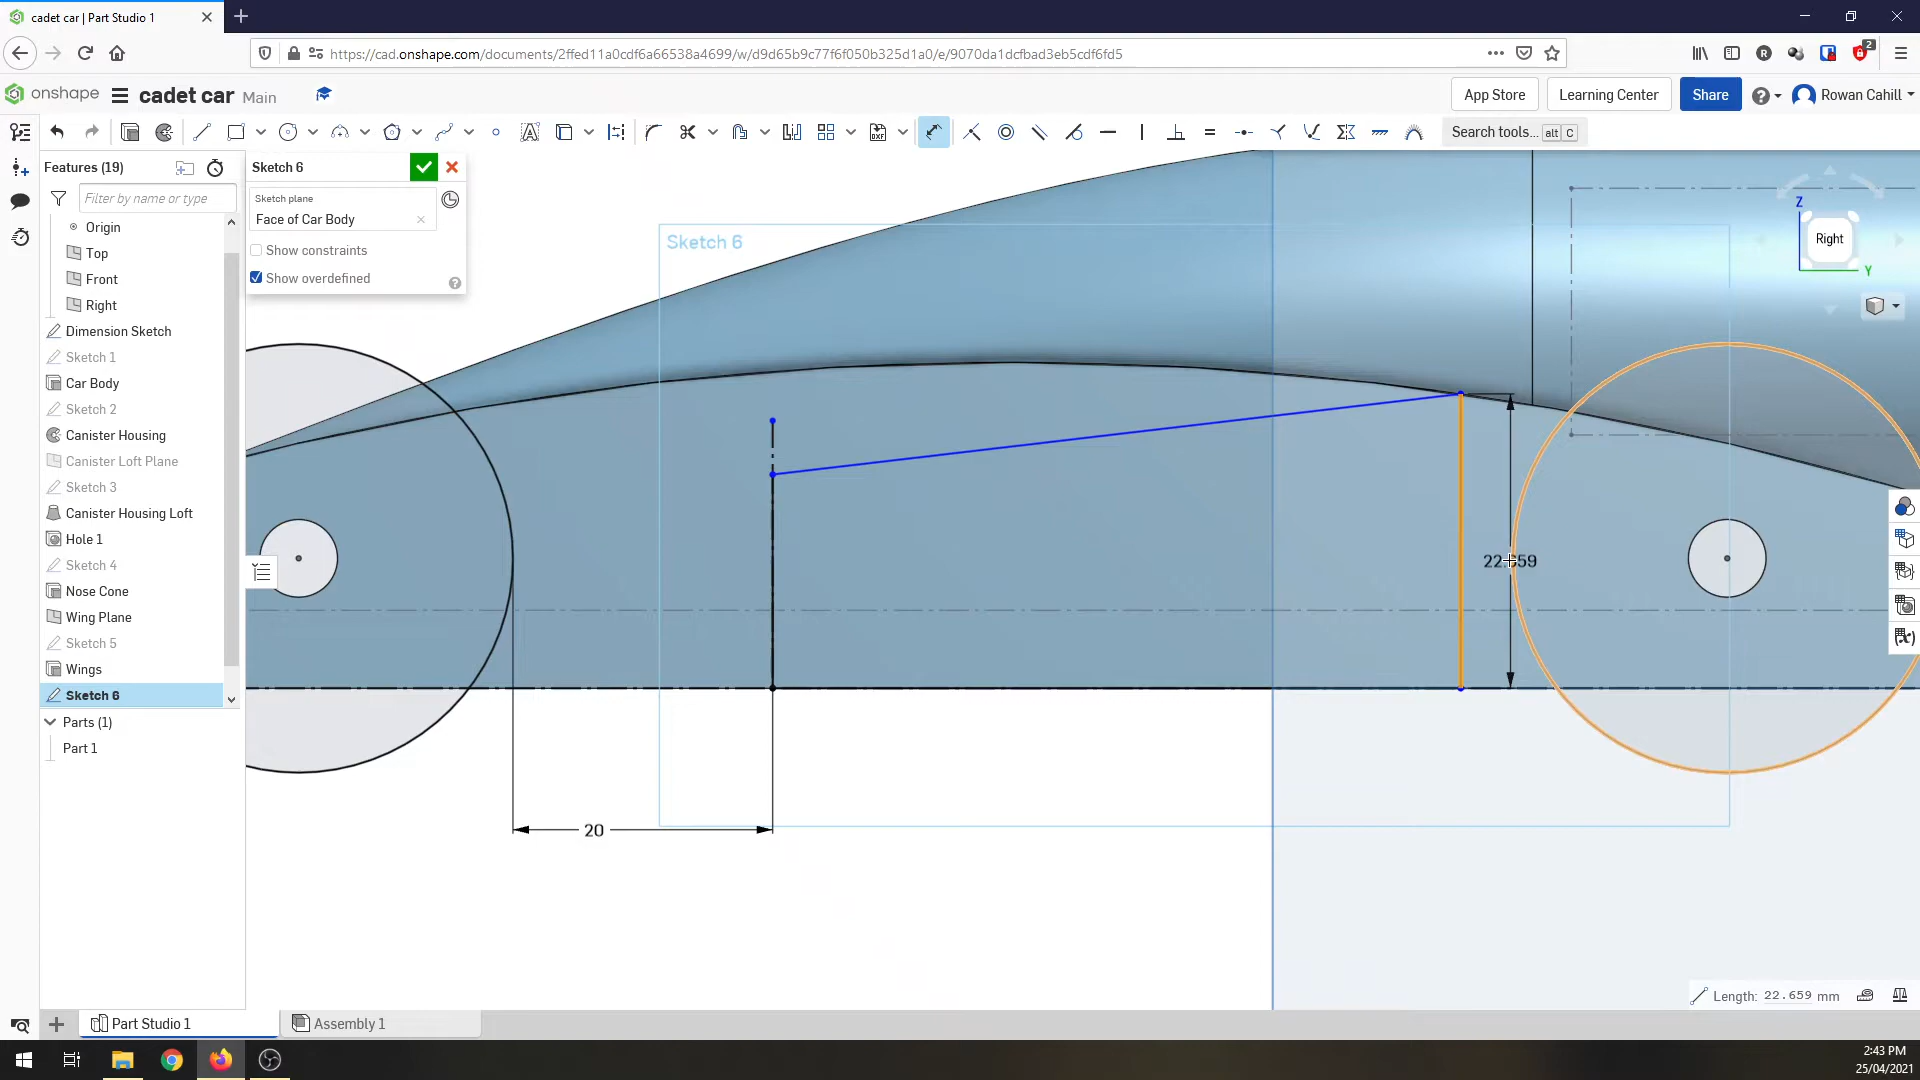 cadet car | Part Studio 1
https://cad.onshape.com/documents/2ffed11a0cdf6a66538a4699/w/d9d65b9c77f6f050b325d1a0/e/9070da1dcfbad3eb5cdf6fd5
2
onshape
cadet car Main
App Store
Learning Center
Share
Rowan Cahill
Search tools... alt C
Features (19)
Filter by name or type
Origin
Top
Front
Right
Dimension Sketch
Sketch 1
Car Body
Sketch 2
Canister Housing
Canister Loft Plane
Sketch 3
Canister Housing Loft
Hole 1
Sketch 4
Nose Cone
Wing Plane
Sketch 5
Wings
Sketch 6
Parts (1)
Part 1
Sketch 6
Sketch plane
Face of Car Body
Show constraints
Show overdefined
Sketch 6
Z
Right
Y
22.659
20
Length: 22.659 mm
Part Studio 1
Assembly 1
2:43 PM
25/04/2021